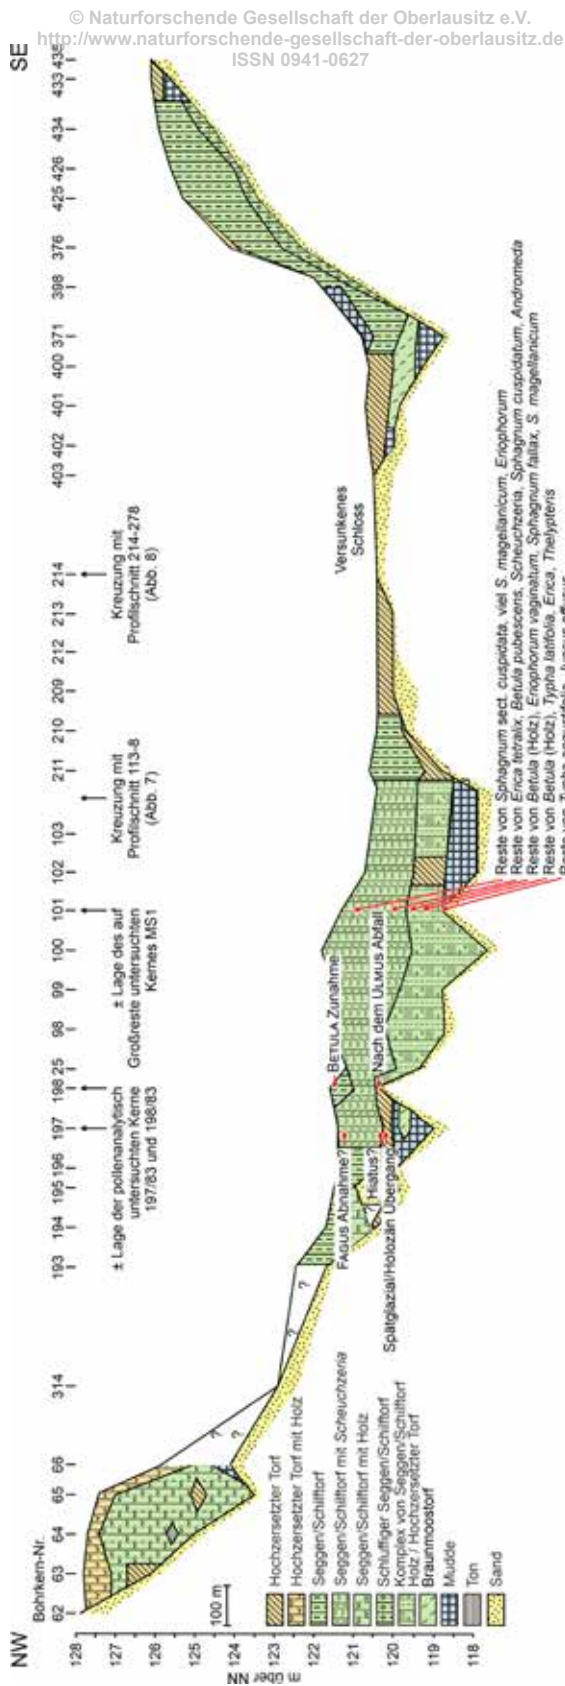 © Naturforschende Gesellschaft der Oberlausitz e.V.
http://www.naturforschende-gesellschaft-der-oberlausitz.de
ISSN 0941-0627
NW
SE
Bohrkern-Nr.
62 63 64 65 66 314 193 194 195 196 197 198 25 98 99 100 101 102 103 211 210 209 212 213 214 403 402 401 400 371 398 376 425 426 434 433 435
± Lage der pollenanalytisch
untersuchten Kerne
197/83 und 198/83
± Lage des auf
Großreste untersuchten
Kernes MS1
Kreuzung mit
Profilschnitt 113-8
(Abb. 7)
Kreuzung mit
Profilschnitt 214-278
(Abb. 8)
Versunkenes
Schloss
128
127
126
125
124
123
122
121
120
119
118
m über NN
100 m
? ? ? ? ?
FAGUS Abnahme?
BETULA Zunahme
Hiatus?
Nach dem ULMUS Abfall
Spätglazial/Holozän Übergang
Hochzersetzter Torf
Hochzersetzter Torf mit Holz
Seggen/Schilftorf
Seggen/Schilftorf mit Scheuchzeria
Seggen/Schilftorf mit Holz
Schluffiger Seggen/Schilftorf
Komplex von Seggen/Schilftorf
Holz / Hochzersetzter Torf
Braunmoostorf
Mudde
Ton
Sand
Reste von Sphagnum sect. cuspidata, viel S. magellanicum, Eriophorum
Reste von Erica tetralix, Betula pubescens, Scheuchzeria, Sphagnum cuspidatum, Andromeda
Reste von Betula (Holz), Eriophorum vaginatum, Sphagnum fallax, S. magellanicum
Reste von Betula (Holz), Typha latifolia, Erica, Thelypteris